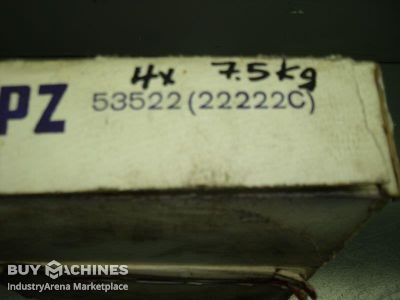 4x 7.5kg
PZ 53522 (22222C)
BUY MACHINES
IndustryArena Marketplace